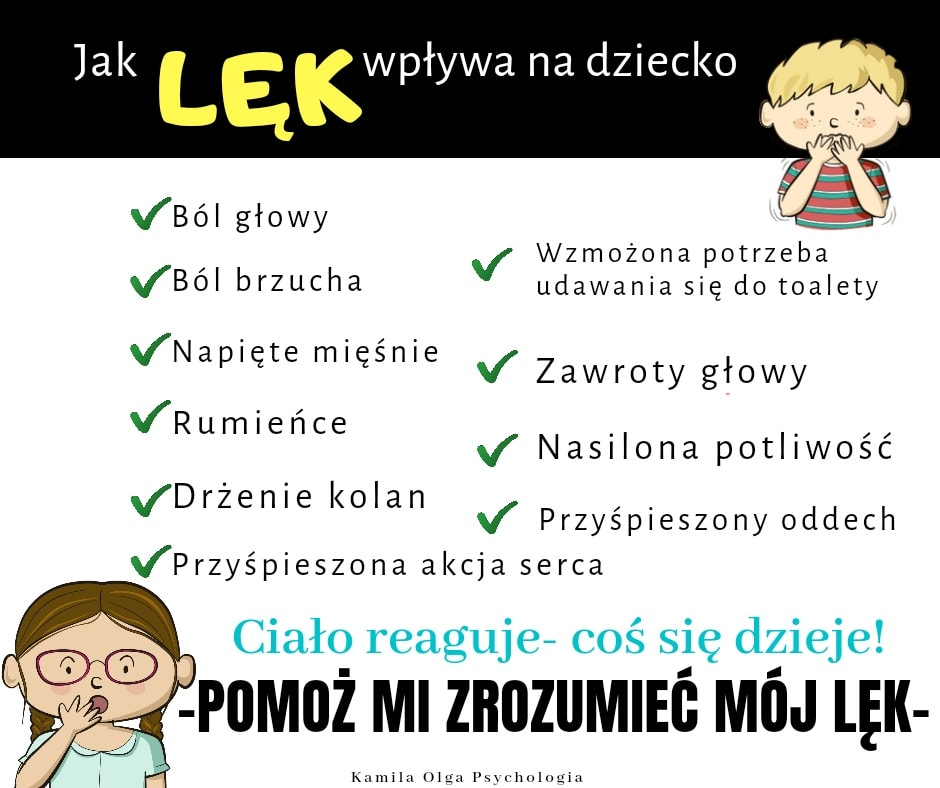 Jak LĘK wpływa na dziecko
Ból głowy
Ból brzucha
Napięte mięśnie
Rumieńce
Drżenie kolan
Przyśpieszona akcja serca
Wzmożona potrzeba
udawania się do toalety
Zawroty głowy
Nasilona potliwość
Przyśpieszony oddech
Ciało reaguje- coś się dzieje!
-POMOŻ MI ZROZUMIEĆ MÓJ LĘK-
Kamila Olga Psychologia